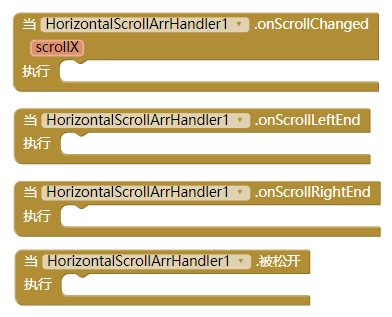 当 HorizontalScrollArrHandler1 .onScrollChanged
scrollX
执行
当 HorizontalScrollArrHandler1 .onScrollLeftEnd
执行
当 HorizontalScrollArrHandler1 .onScrollRightEnd
执行
当 HorizontalScrollArrHandler1 .被松开
执行